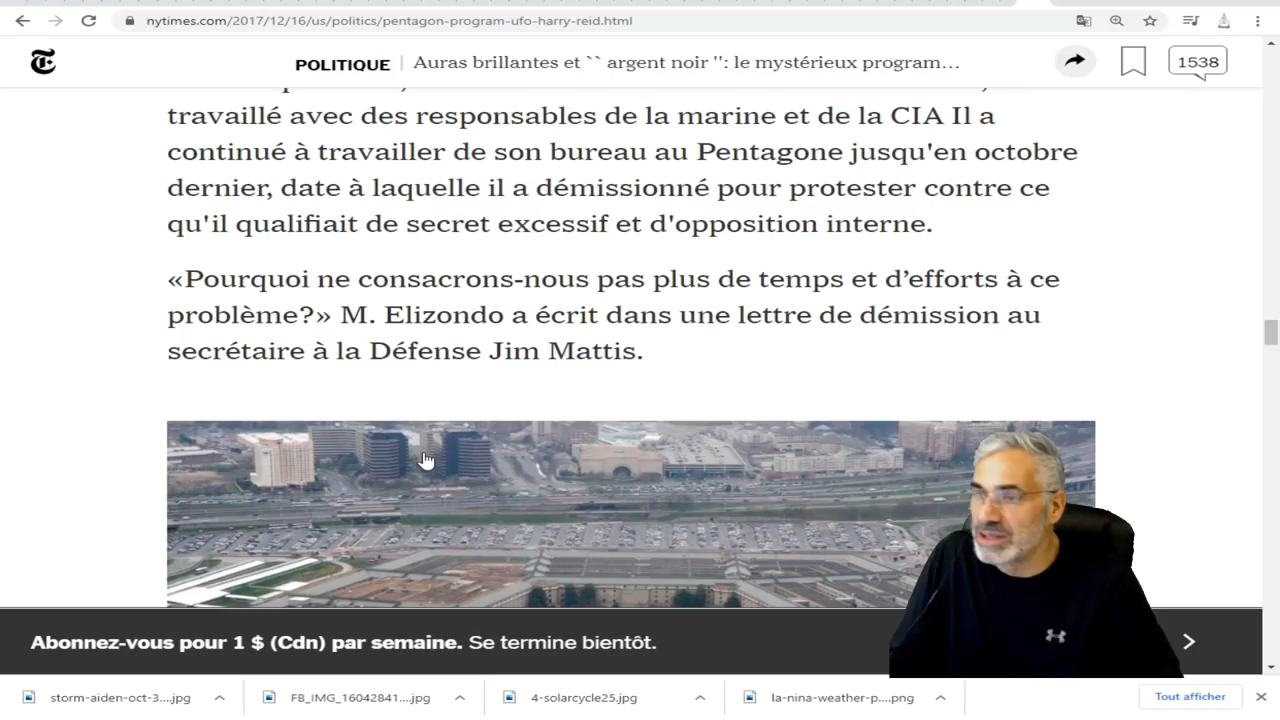 nytimes.com/2017/12/16/us/politics/pentagon-program-ufo-harry-reid.html
POLITIQUE | Auras brillantes et `` argent noir '': le mystérieux program…
1538
travaillé avec des responsables de la marine et de la CIA Il a
continué à travailler de son bureau au Pentagone jusqu'en octobre
dernier, date à laquelle il a démissionné pour protester contre ce
qu'il qualifiait de secret excessif et d'opposition interne.
«Pourquoi ne consacrons-nous pas plus de temps et d’efforts à ce
problème?» M. Elizondo a écrit dans une lettre de démission au
secrétaire à la Défense Jim Mattis.
Abonnez-vous pour 1 $ (Cdn) par semaine. Se termine bientôt.
storm-aiden-oct-3....jpg
FB_IMG_16042841....jpg
4-solarcycle25.jpg
la-nina-weather-p....png
Tout afficher